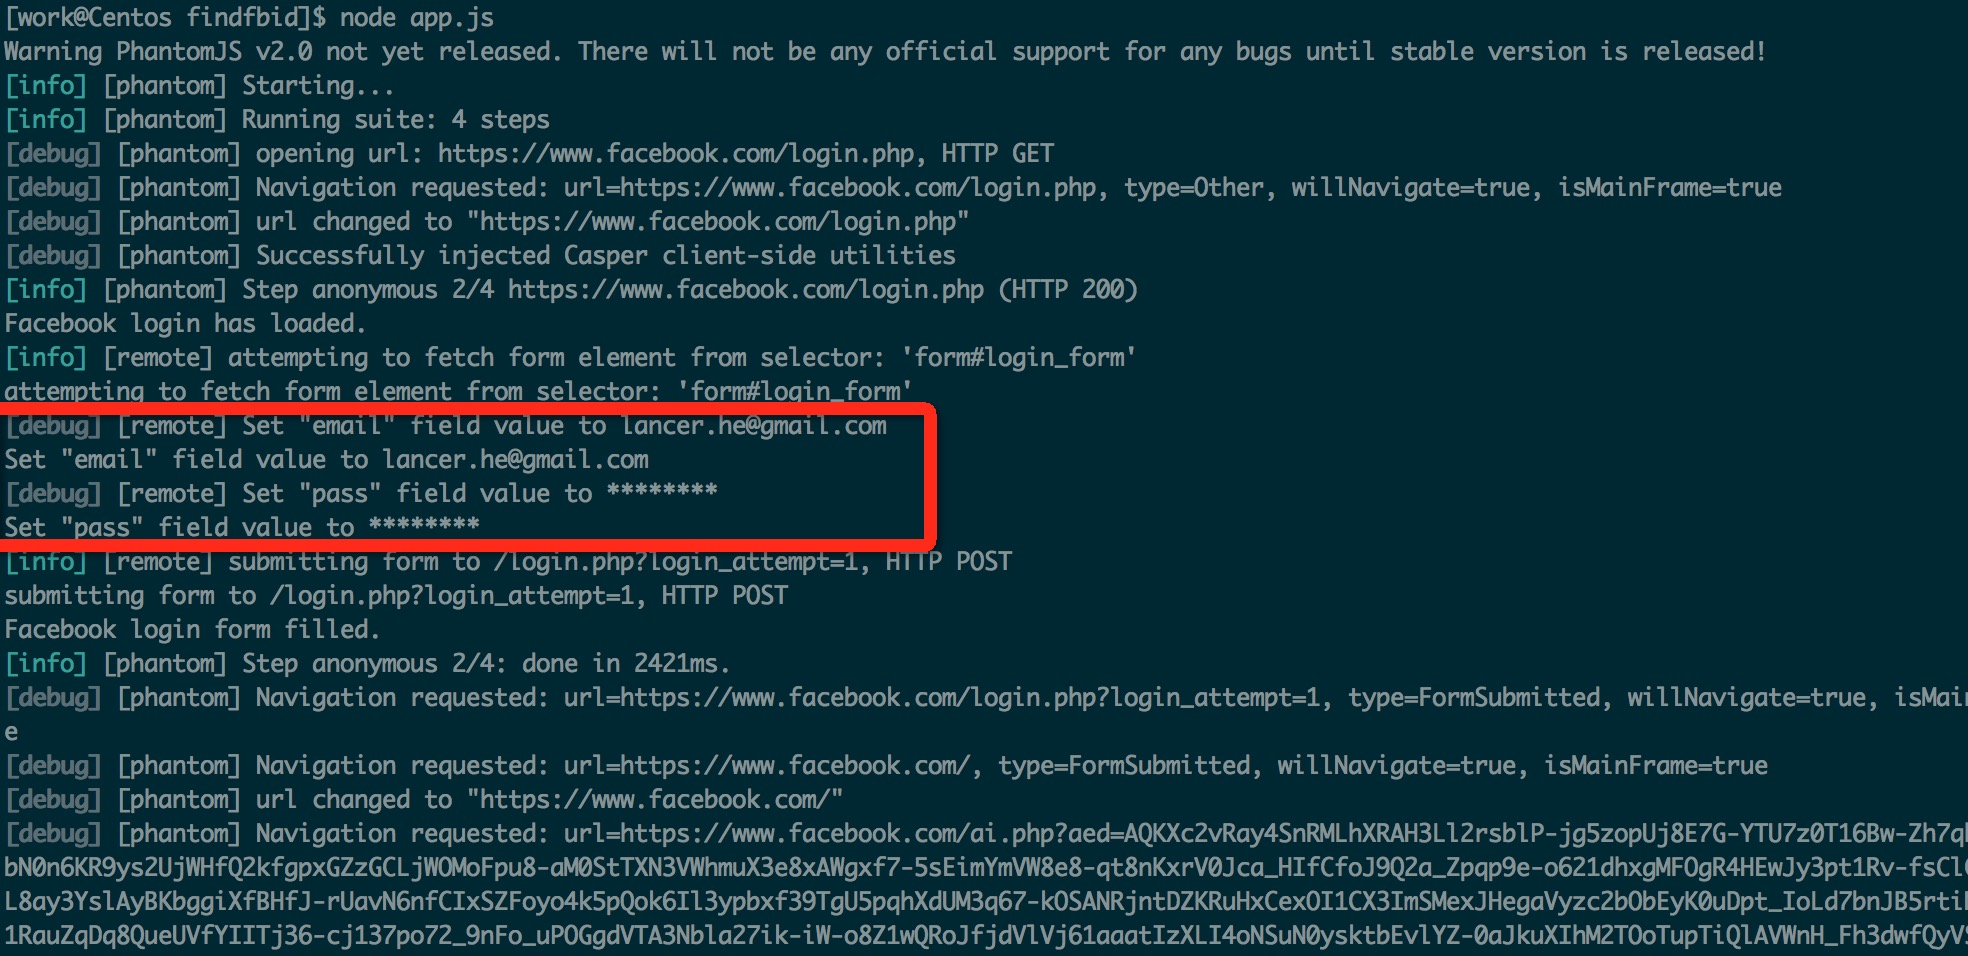 [work@Centos findfbid]$ node app.js
Warning PhantomJS v2.0 not yet released. There will not be any official support for any bugs until stable version is released!
[info] [phantom] Starting...
[info] [phantom] Running suite: 4 steps
[debug] [phantom] opening url: https://www.facebook.com/login.php, HTTP GET
[debug] [phantom] Navigation requested: url=https://www.facebook.com/login.php, type=Other, willNavigate=true, isMainFrame=true
[debug] [phantom] url changed to "https://www.facebook.com/login.php"
[debug] [phantom] Successfully injected Casper client-side utilities
[info] [phantom] Step anonymous 2/4 https://www.facebook.com/login.php (HTTP 200)
Facebook login has loaded.
[info] [remote] attempting to fetch form element from selector: 'form#login_form'
attempting to fetch form element from selector: 'form#login_form'
[debug] [remote] Set "email" field value to lancer.he@gmail.com
Set "email" field value to lancer.he@gmail.com
[debug] [remote] Set "pass" field value to ********
Set "pass" field value to ********
[info] [remote] submitting form to /login.php?login_attempt=1, HTTP POST
submitting form to /login.php?login_attempt=1, HTTP POST
Facebook login form filled.
[info] [phantom] Step anonymous 2/4: done in 2421ms.
[debug] [phantom] Navigation requested: url=https://www.facebook.com/login.php?login_attempt=1, type=FormSubmitted, willNavigate=true, isMain
e
[debug] [phantom] Navigation requested: url=https://www.facebook.com/, type=FormSubmitted, willNavigate=true, isMainFrame=true
[debug] [phantom] url changed to "https://www.facebook.com/"
[debug] [phantom] Navigation requested: url=https://www.facebook.com/ai.php?aed=AQKXc2vRay4SnRMLhXRAH3Ll2rsblP-jg5zopUj8E7G-YTU7z0T16Bw-Zh7q
bN0n6KR9ys2UjWHfQ2kfgpxGZzGCLjWOMoFpu8-aM0StTXN3VWhmuX3e8xAWgxf7-5sEimYmVW8e8-qt8nKxrV0Jca_HIfCfoJ9Q2a_Zpqp9e-o621dhxgMFOgR4HEwJy3pt1Rv-fsCl
L8ay3YslAyBKbggiXfBHfJ-rUavN6nfCIxSZFoyo4k5pQok6Il3ypbxf39TgU5pqhXdUM3q67-kOSANRjntDZKRuHxCexOI1CX3ImSMexJHegaVyzc2bObEyK0uDpt_IoLd7bnJB5rti
1RauZqDq8QueUVfYIITj36-cj137po72_9nFo_uPOGgdVTA3Nbla27ik-iW-o8Z1wQRoJfjdVlVj61aaatIzXLI4oNSuN0ysktbEvlYZ-0aJkuXIhM2TOoTupTiQlAVWnH_Fh3dwfQyV